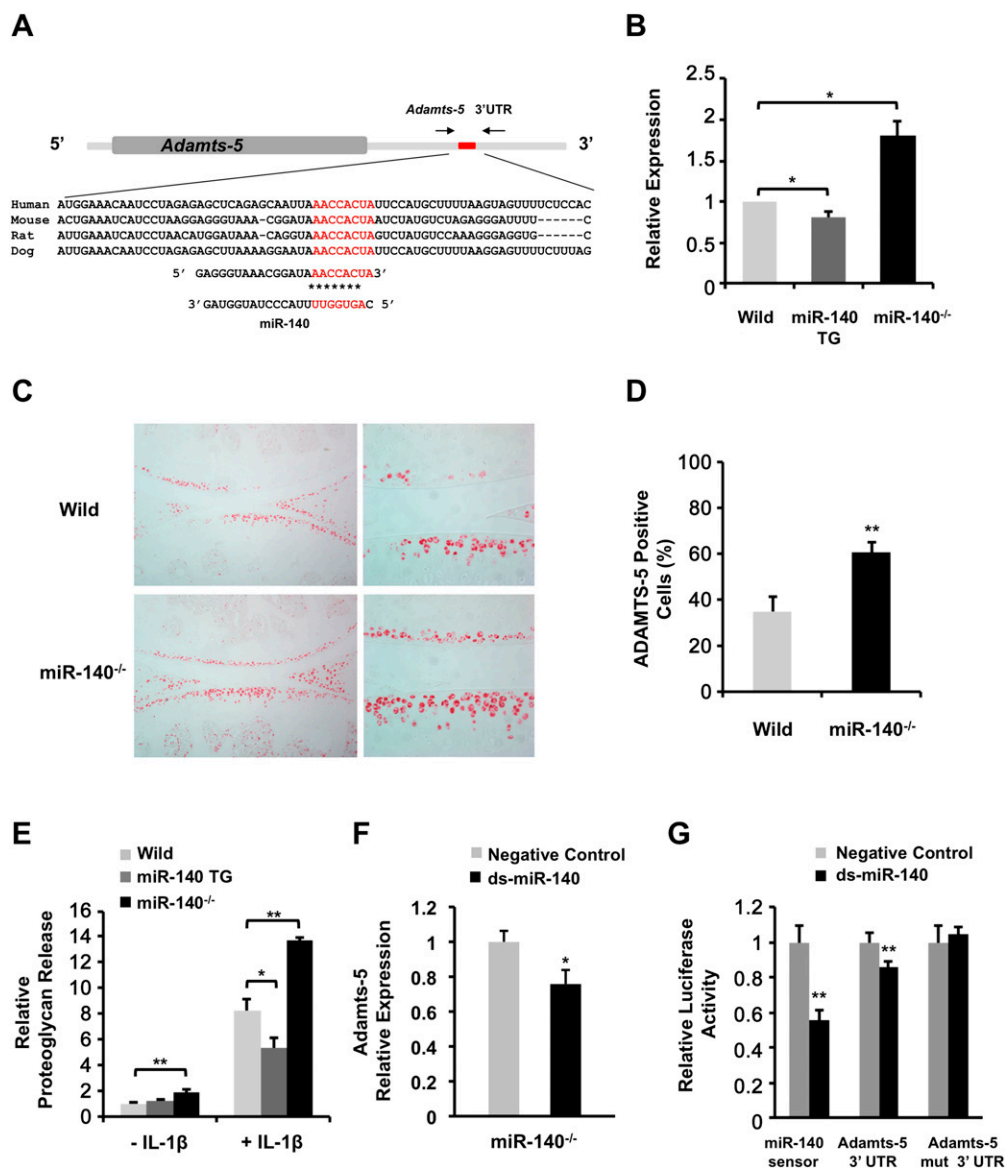 A
Adamts-5 3'UTR
5' Adamts-5 3'
Human AUGGAAACAAUCCUAGAGAGCUCAGAGCAAUUAAACCACUAUUCCAUGCUUUUAAGUAGUUUUCUCCAC
Mouse ACUGAAAUCAUCCUAAGGAGGGUAAA-CGGAUAAACCACUAAUCUAUGUCUAGAGGGAUUUU------C
Rat AUUGAAAUCAUCCUAACAUGGAUAAA-CAGGUAAACCACUAGUCUAUGUCCAAAGGGAGGUG------C
Dog AUUGAAACAAUCCUAGAGAGCUUAAAAGGAAUAAACCACUAUUCCAUGCUUUUAAGGAGUUUUCUUUAG
5' GAGGGUAAACGGAUAAACCACUA3'
*******
3'GAUGGUAUCCCAUUUUGGUGAC 5'
miR-140
B
Relative Expression
2.5
2
1.5
1
0.5
0
*
*
Wild miR-140 TG miR-140-/-
C
Wild
miR-140-/-
D
ADAMTS-5 Positive Cells (%)
100
80
60
40
20
0
**
Wild miR-140-/-
E
Wild
miR-140 TG
miR-140-/-
Relative Proteoglycan Release
16
14
12
10
8
6
4
2
0
**
**
*
- IL-1β + IL-1β
F
Negative Control
ds-miR-140
Adamts-5 Relative Expression
1.2
1
0.8
0.6
0.4
0.2
0
*
miR-140-/-
G
Negative Control
ds-miR-140
Relative Luciferase Activity
1.2
1
0.8
0.6
0.4
0.2
0
**
**
miR-140 sensor
Adamts-5 3' UTR
Adamts-5 mut 3' UTR